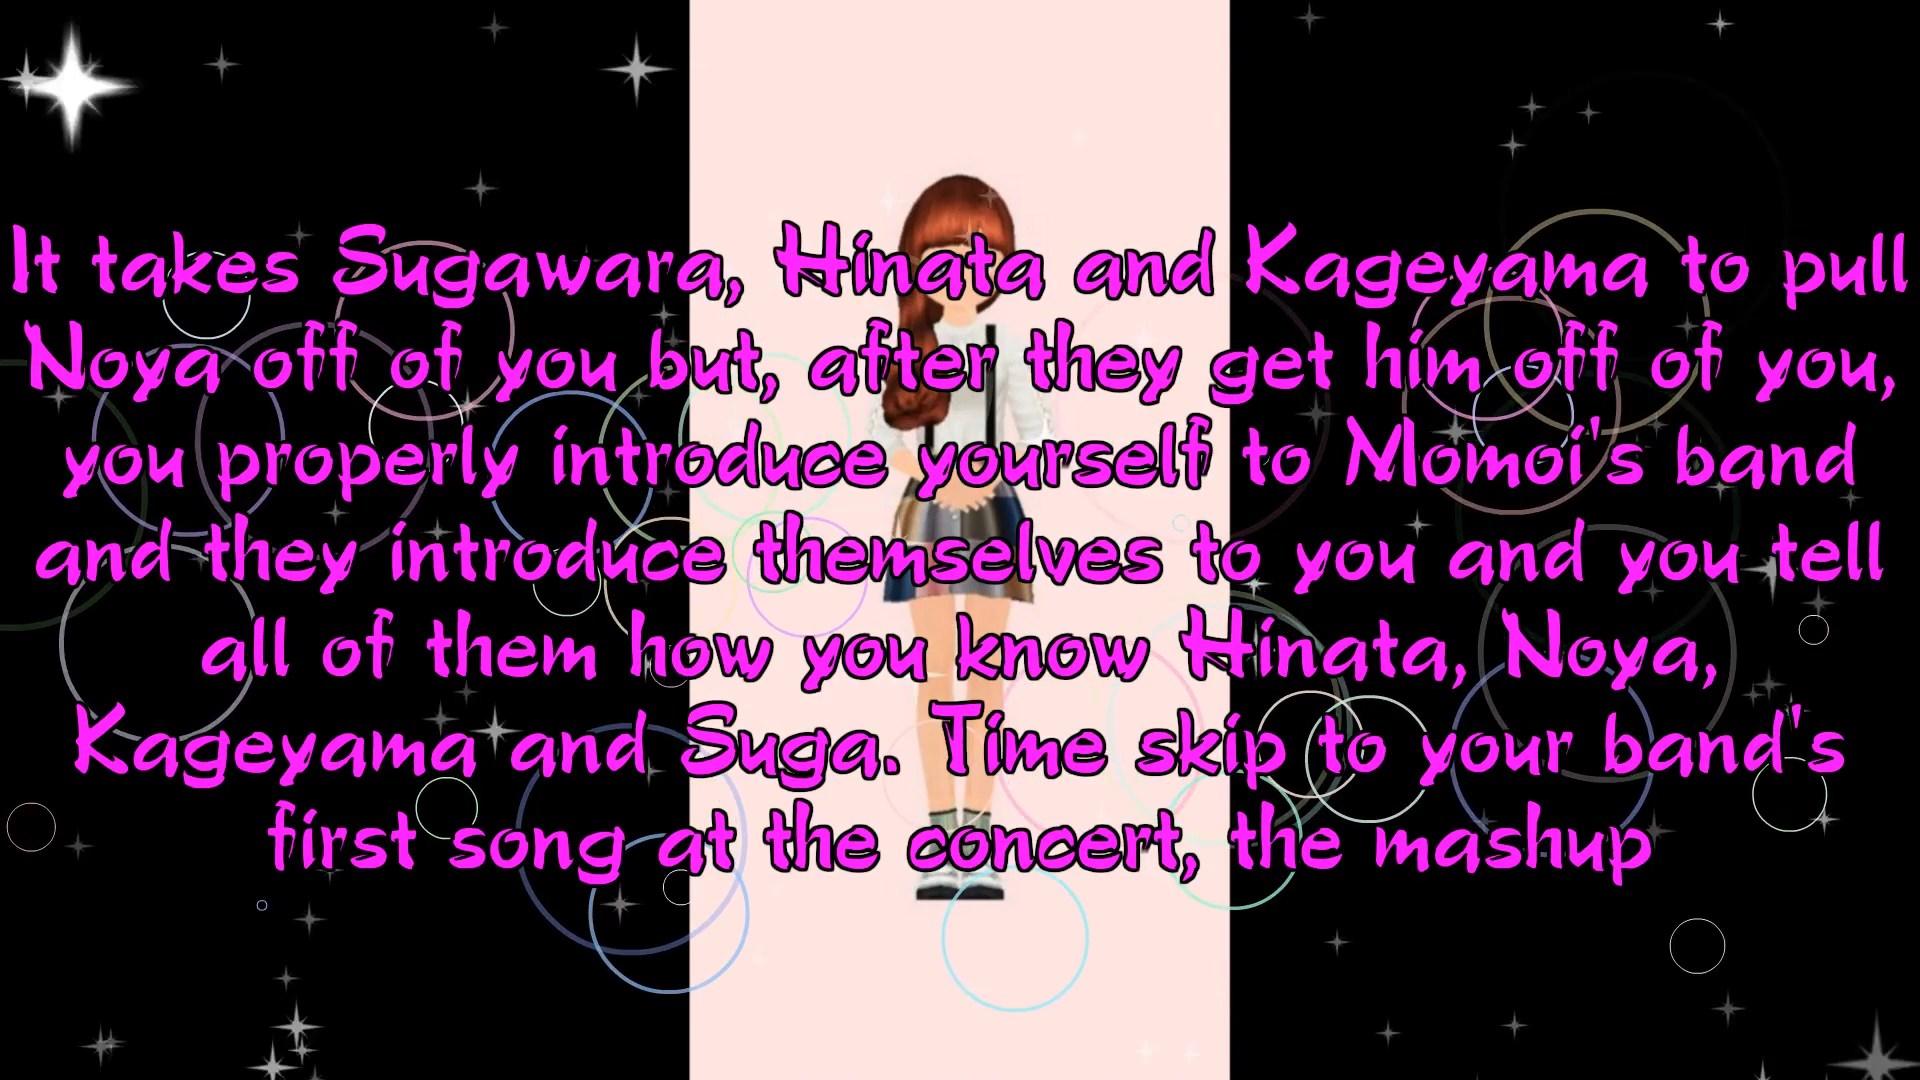 It takes Sugawara, Hinata and Kageyama to pull
Noya off of you but, after they get him off of you,
you properly introduce yourself to Momoi's band
and they introduce themselves to you and you tell
all of them how you know Hinata, Noya,
Kageyama and Suga. Time skip to your band's
first song at the concert, the mashup